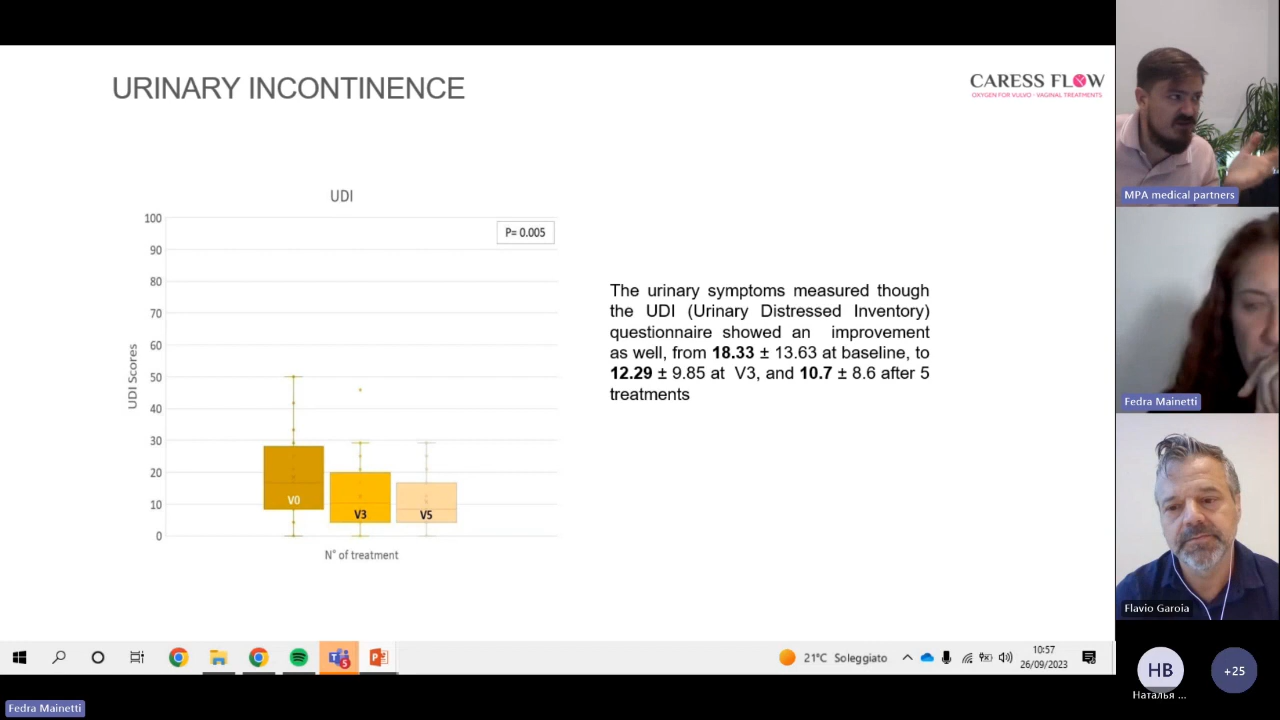 URINARY INCONTINENCE
CARESS FLOW
OXYGEN FOR VULVO - VAGINAL TREATMENTS
UDI
P= 0.005
100
90
80
70
60
50
40
30
20
10
0
UDI Scores
V0
V3
V5
N° of treatment
The urinary symptoms measured though
the UDI (Urinary Distressed Inventory)
questionnaire showed an improvement
as well, from 18.33 ± 13.63 at baseline, to
12.29 ± 9.85 at V3, and 10.7 ± 8.6 after 5
treatments
MPA medical partners
Fedra Mainetti
Flavio Garoia
HB
Наталья ...
+25
5
21°C Soleggiato
10:57
26/09/2023
Fedra Mainetti